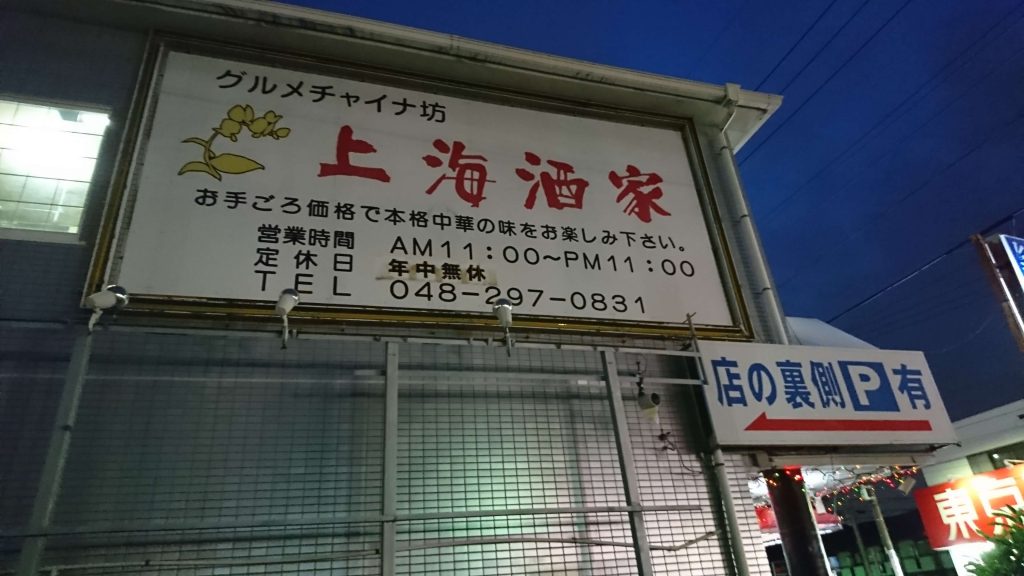 グルメチャイナ坊
上海酒家
お手ごろ価格で本格中華の味をお楽しみ下さい。
営業時間 AM11:00〜PM11:00
定休日 年中無休
TEL 048-297-0831
店の裏側P有
東戸